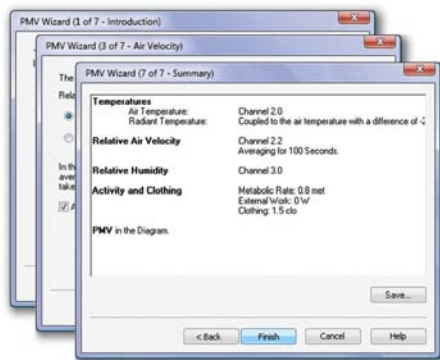 PMV Wizard (1 of 7 - Introduction)
PMV Wizard (3 of 7 - Air Velocity)
The
Rela
In th
aver
take
A
PMV Wizard (7 of 7 - Summary)
Temperatures
Air Temperature: Channel 2.0
Radiant Temperature: Coupled to the air temperature with a difference of -2
Relative Air Velocity Channel 2.2
Averaging for 100 Seconds.
Relative Humidity Channel 3.0
Activity and Clothing Metabolic Rate: 0.8 met
External Work: 0 W
Clothing: 1.5 clo
PMV in the Diagram.
Save...
< Back Finish Cancel Help